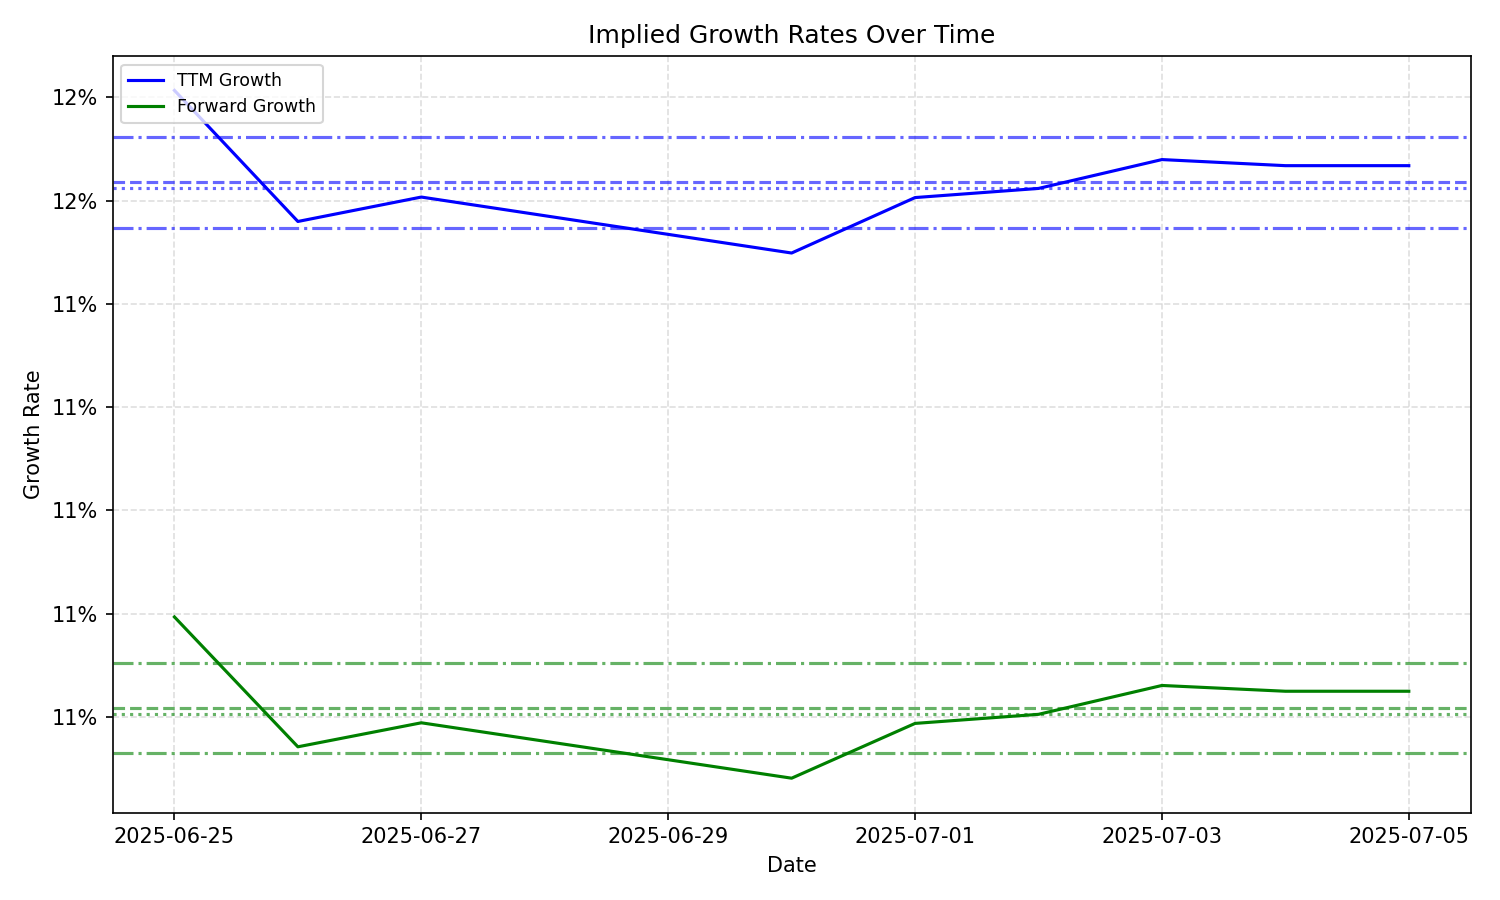 Implied Growth Rates Over Time
TTM Growth
Forward Growth
12%
12%
11%
11%
11%
11%
11%
Growth Rate
2025-06-25
2025-06-27
2025-06-29
2025-07-01
2025-07-03
2025-07-05
Date